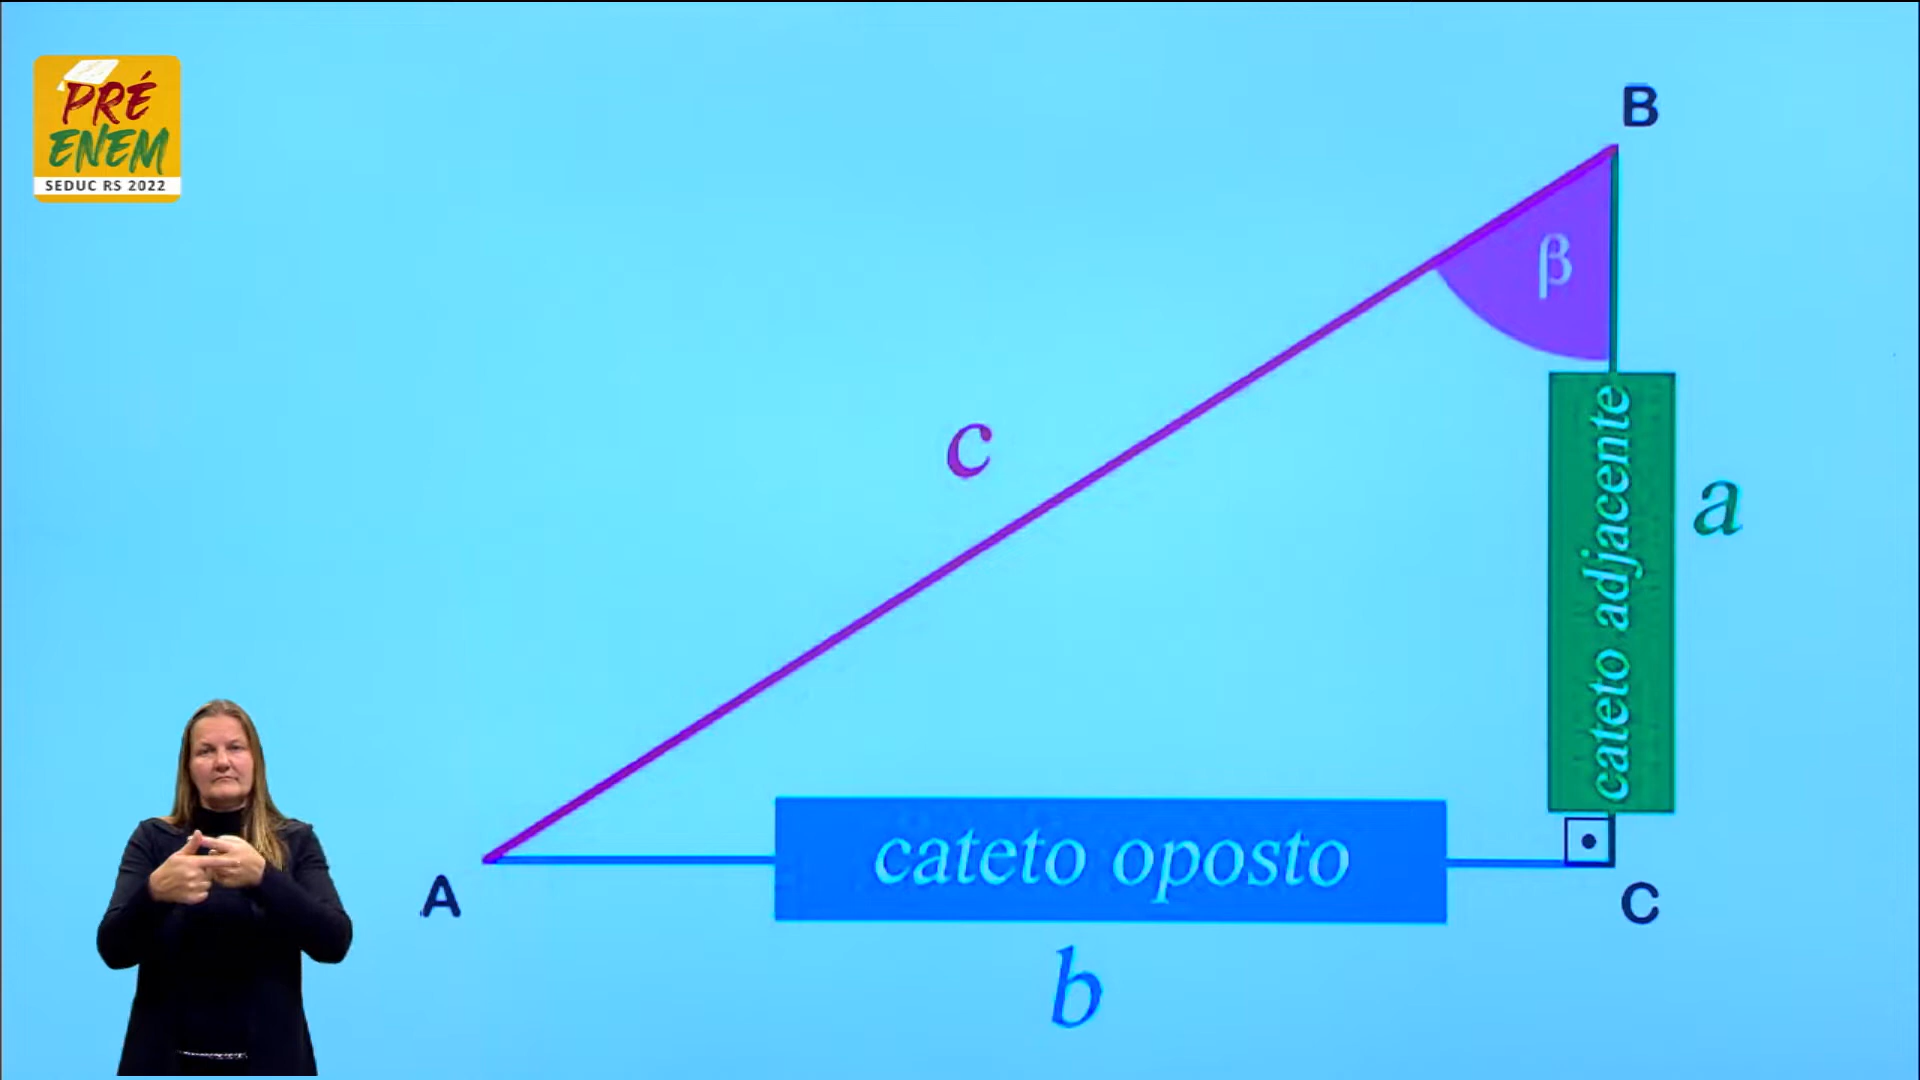 PRÉ
ENEM
SEDUC RS 2022
B
β
c
cateto adjacente
a
cateto oposto
A
C
b